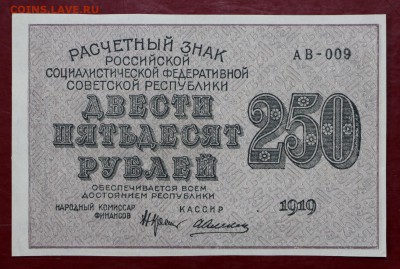 COINS.LAVE.RU
РАСЧЕТНЫЙ ЗНАК
РОССИЙСКОЙ
СОЦИАЛИСТИЧЕСКОЙ ФЕДЕРАТИВНОЙ
СОВЕТСКОЙ РЕСПУБЛИКИ
АВ-009
ДВЕСТИ
ПЯТЬДЕСЯТ
РУБЛЕЙ
250
ОБЕСПЕЧИВАЕТСЯ ВСЕМ
ДОСТОЯНИЕМ РЕСПУБЛИКИ
1919
НАРОДНЫЙ КОМИССАР
ФИНАНСОВ
КАССИР